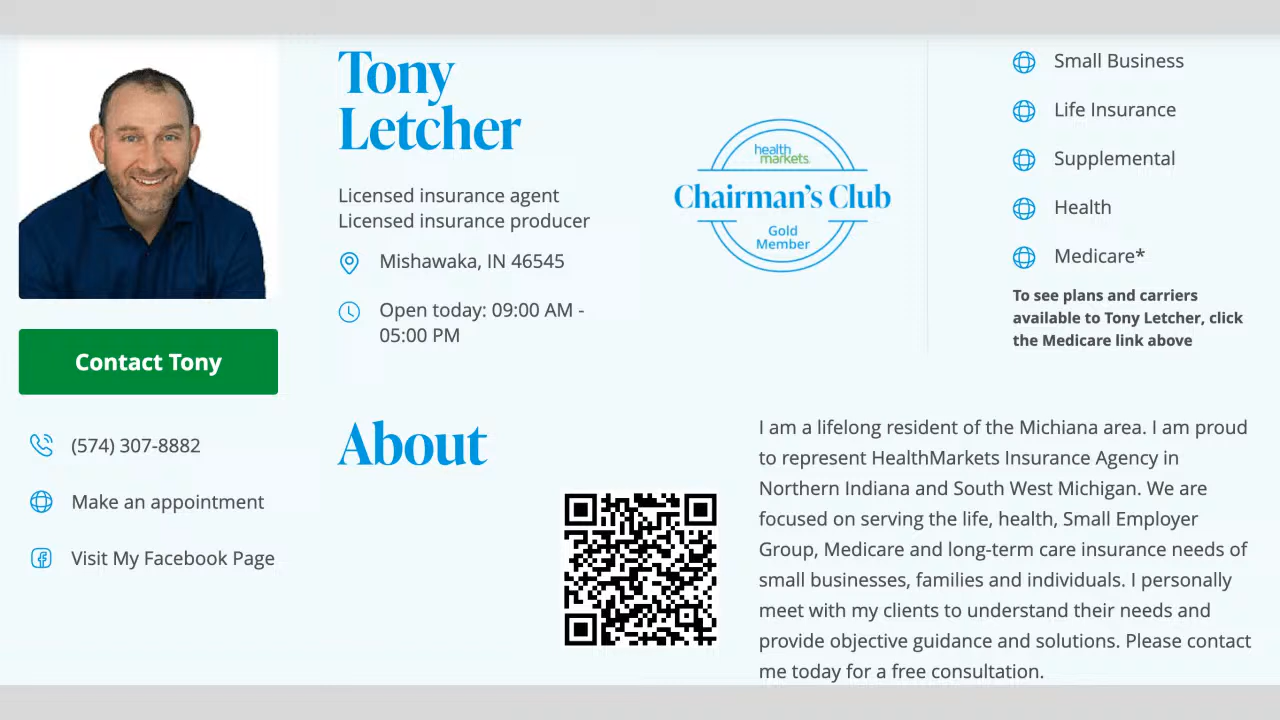 Tony
Letcher
Licensed insurance agent
Licensed insurance producer
Mishawaka, IN 46545
Open today: 09:00 AM -
05:00 PM
health
markets
Chairman's Club
Gold
Member
Small Business
Life Insurance
Supplemental
Health
Medicare*
To see plans and carriers
available to Tony Letcher, click
the Medicare link above
Contact Tony
(574) 307-8882
Make an appointment
Visit My Facebook Page
About
I am a lifelong resident of the Michiana area. I am proud
to represent HealthMarkets Insurance Agency in
Northern Indiana and South West Michigan. We are
focused on serving the life, health, Small Employer
Group, Medicare and long-term care insurance needs of
small businesses, families and individuals. I personally
meet with my clients to understand their needs and
provide objective guidance and solutions. Please contact
me today for a free consultation.